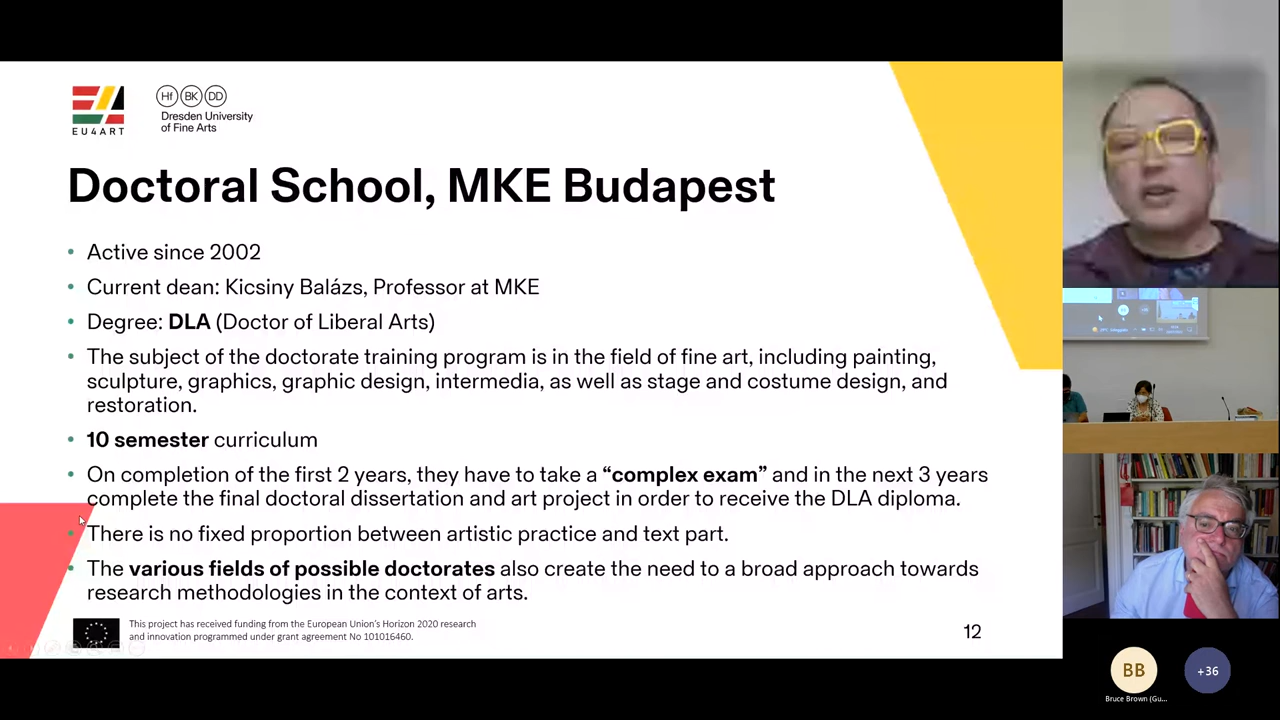 EU4ART
Hf BK DD
Dresden University
of Fine Arts
Doctoral School, MKE Budapest
• Active since 2002
• Current dean: Kicsiny Balázs, Professor at MKE
• Degree: DLA (Doctor of Liberal Arts)
• The subject of the doctorate training program is in the field of fine art, including painting,
sculpture, graphics, graphic design, intermedia, as well as stage and costume design, and
restoration.
• 10 semester curriculum
• On completion of the first 2 years, they have to take a “complex exam” and in the next 3 years
complete the final doctoral dissertation and art project in order to receive the DLA diploma.
• There is no fixed proportion between artistic practice and text part.
• The various fields of possible doctorates also create the need to a broad approach towards
research methodologies in the context of arts.
This project has received funding from the European Union’s Horizon 2020 research
and innovation programmed under grant agreement No 101016460.
12
BB
+36
Bruce Brown (Gu...